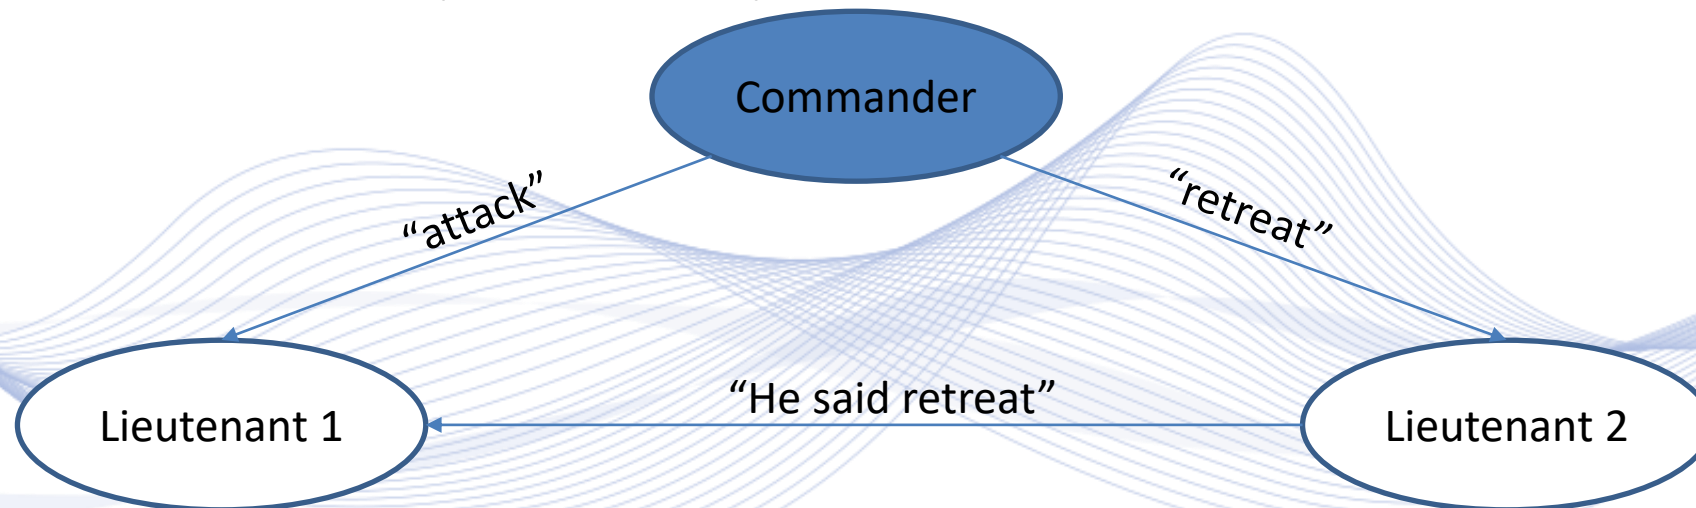 Commander
“attack”
“retreat”
“He said retreat”
Lieutenant 1
Lieutenant 2